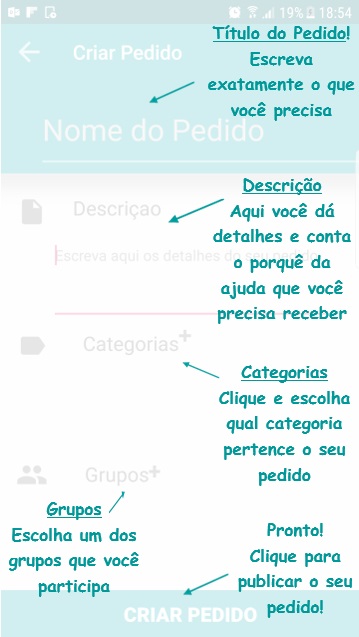 19% 18:54
Criar Pedido
Título do Pedido!
Escreva
exatamente o que
você precisa
Nome do Pedido
Descrição
Descriçao
Aqui você dá
detalhes e conta
o porquê da
ajuda que você
precisa receber
Escreva aqui os detalhes do seu pedido
Categorias+
Categorias
Clique e escolha
qual categoria
pertence o seu
pedido
Grupos+
Grupos
Escolha um dos
grupos que você
participa
Pronto!
Clique para
publicar o seu
pedido!
CRIAR PEDIDO